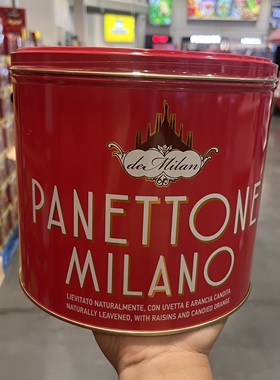 de Milan
PANETTONE
MILANO
LIEVITATO NATURALMENTE, CON UVETTA E ARANCIA CANDITA
NATURALLY LEAVENED, WITH RAISINS AND CANDIED ORANGE